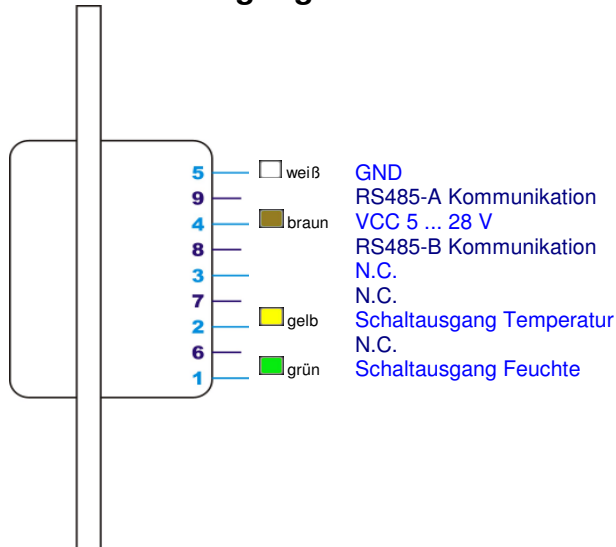 5 weiß GND
9 RS485-A Kommunikation
4 braun VCC 5 ... 28 V
8 RS485-B Kommunikation
3 N.C.
7 N.C.
2 gelb Schaltausgang Temperatur
6 N.C.
1 grün Schaltausgang Feuchte